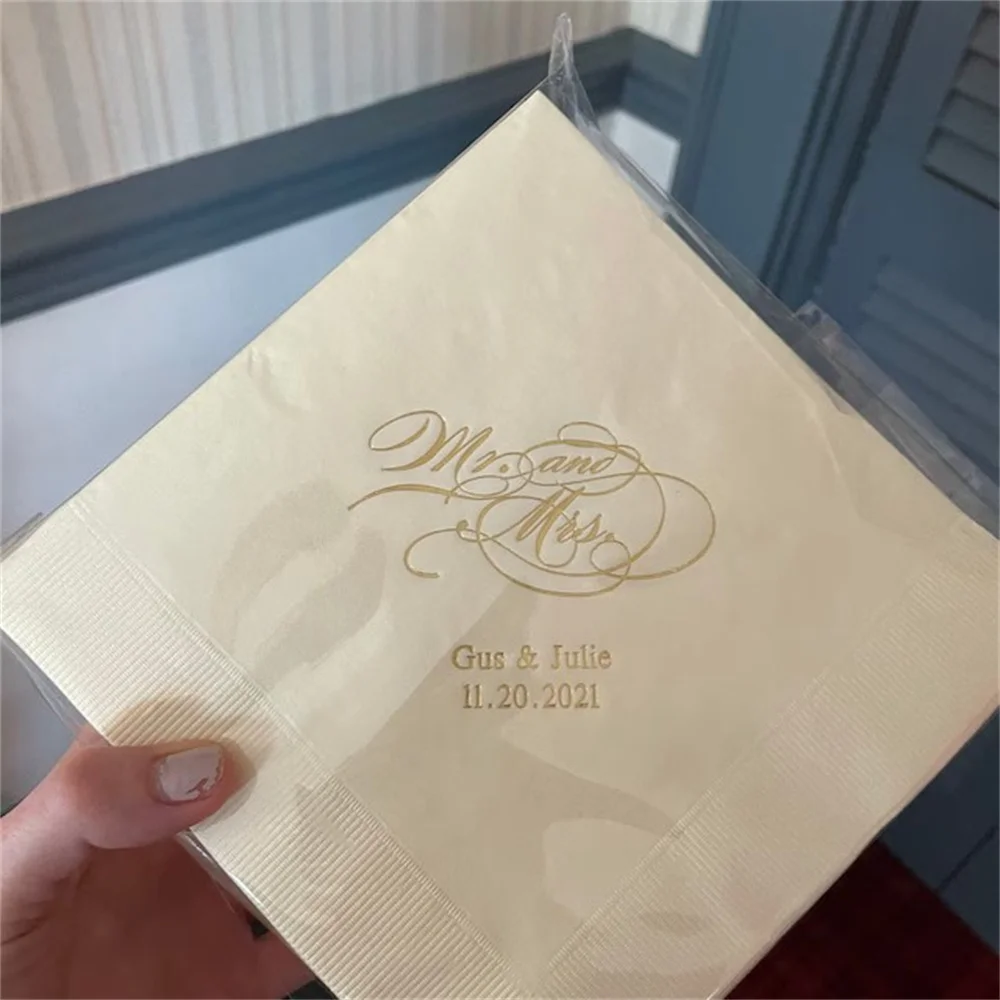 Mr. and
Mrs.
Gus & Julie
11.20.2021